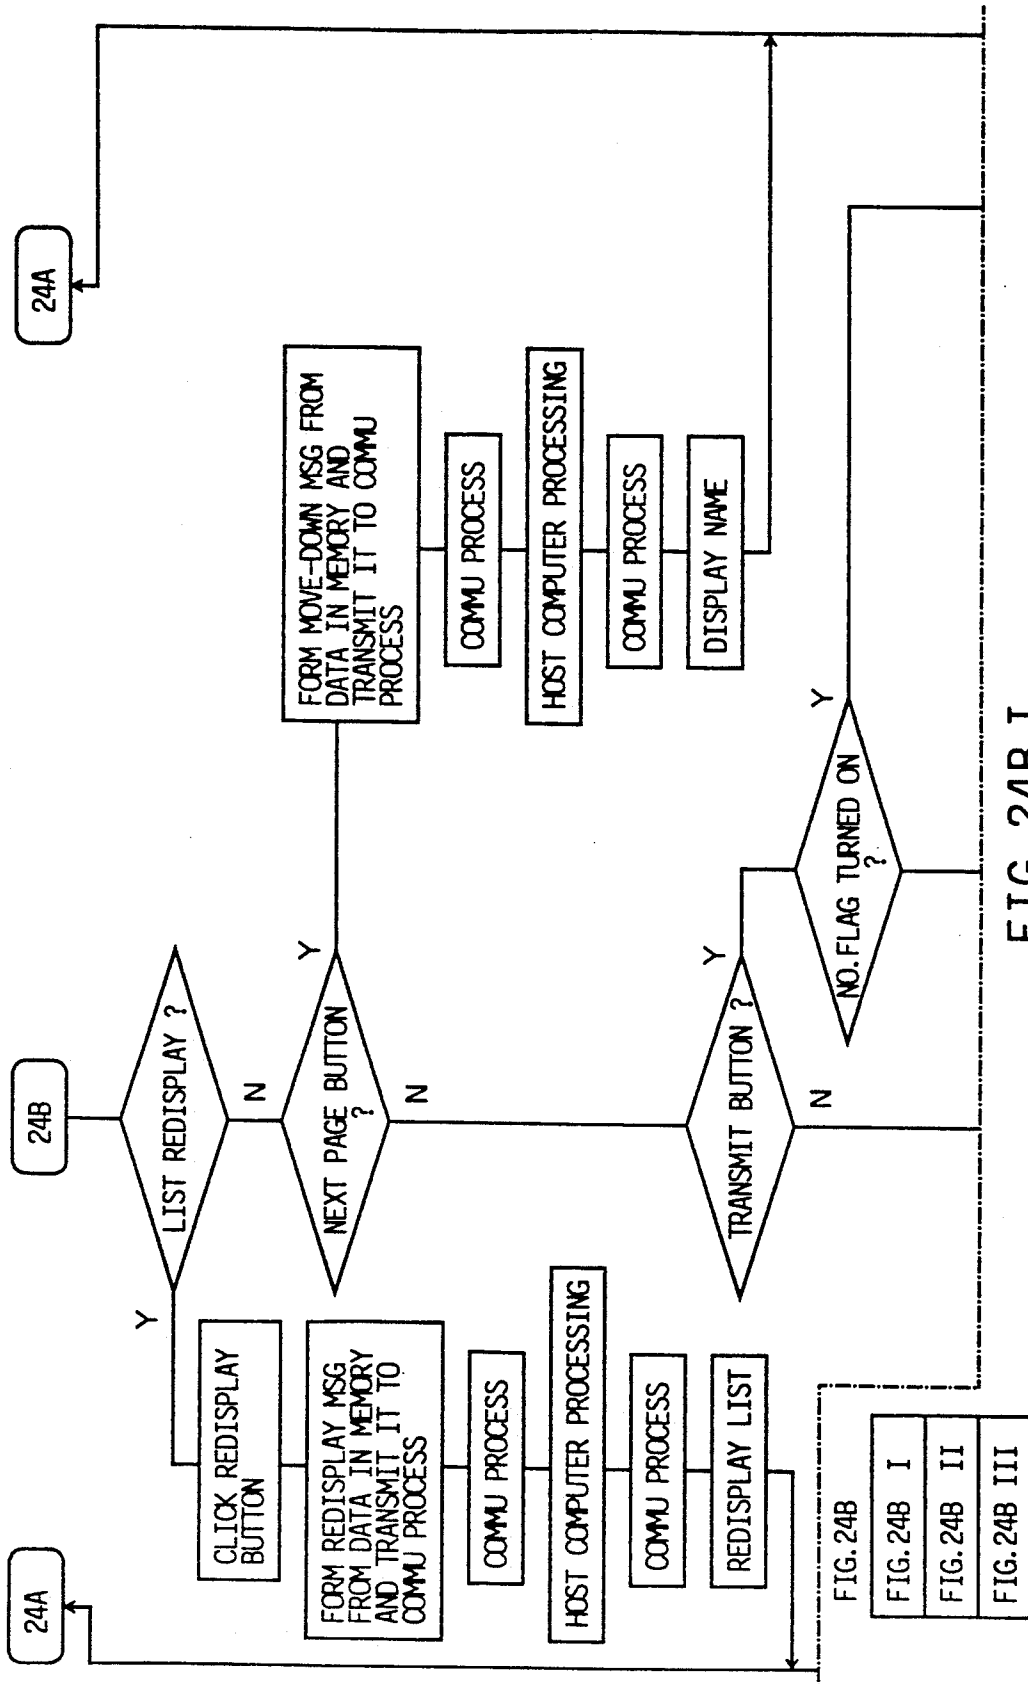 24A
24B
24A
LIST REDISPLAY ?
Y
N
CLICK REDISPLAY
BUTTON
FORM REDISPLAY MSG
FROM DATA IN MEMORY
AND TRANSMIT IT TO
COMMU PROCESS
COMMU PROCESS
HOST COMPUTER PROCESSING
COMMU PROCESS
REDISPLAY LIST
NEXT PAGE BUTTON
?
Y
N
FORM MOVE-DOWN MSG FROM
DATA IN MEMORY AND
TRANSMIT IT TO COMMU
PROCESS
COMMU PROCESS
HOST COMPUTER PROCESSING
COMMU PROCESS
DISPLAY NAME
TRANSMIT BUTTON ?
Y
N
NO.FLAG TURNED ON
?
Y
FIG.24B
FIG.24B I
FIG.24B II
FIG.24B III
FIG.24B I